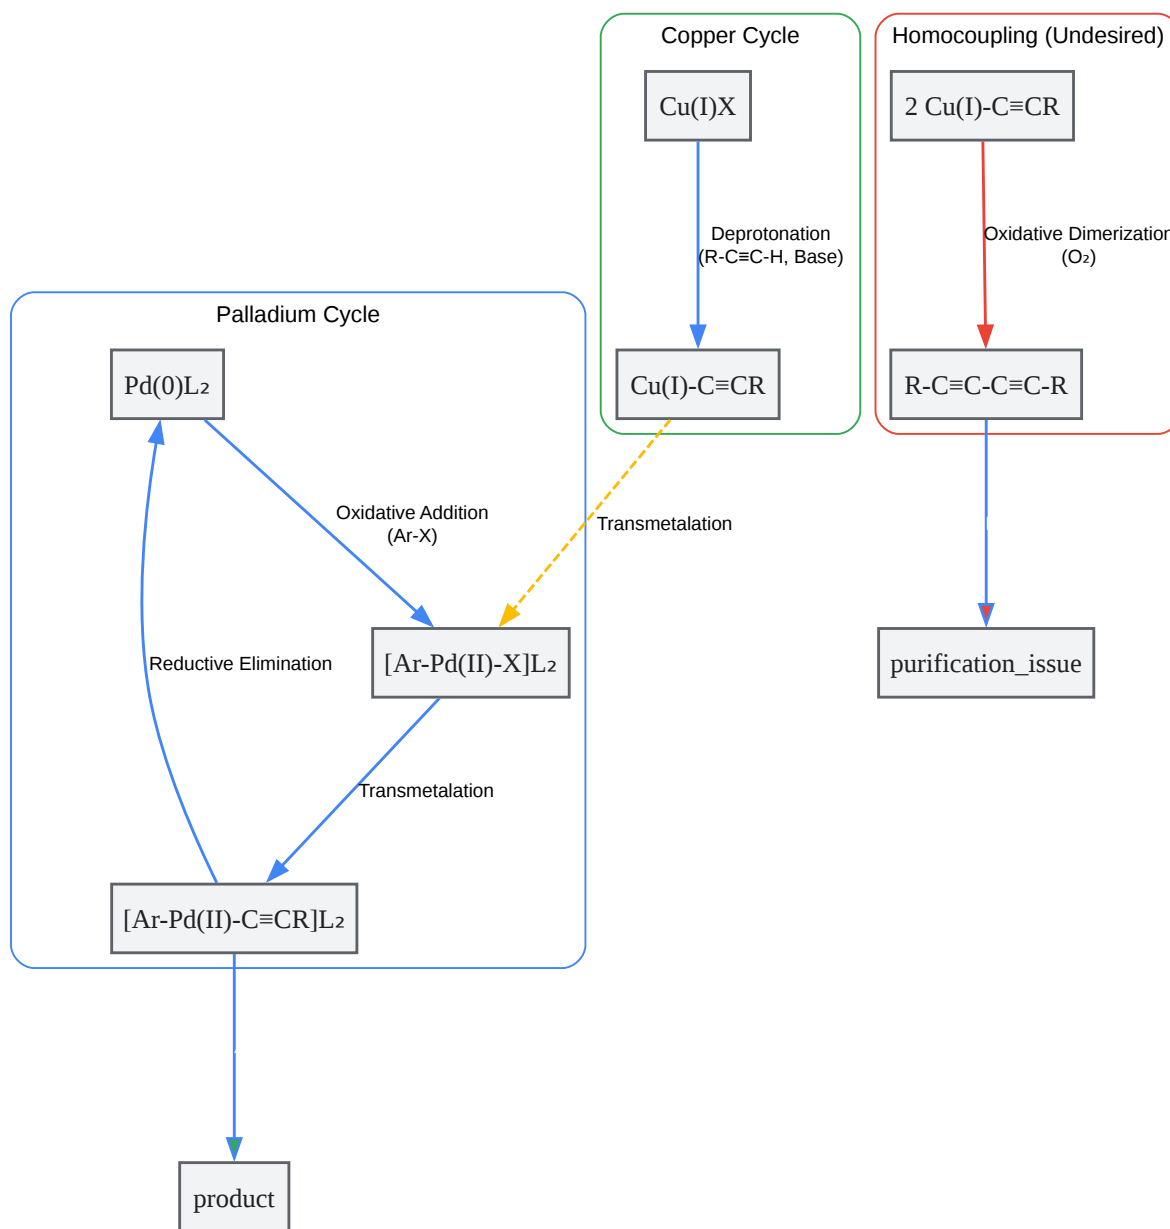 Copper Cycle
Homocoupling (Undesired)
Cu(I)X
2 Cu(I)-C≡CR
Deprotonation
(R-C≡C-H, Base)
Oxidative Dimerization
(O₂)
Palladium Cycle
Pd(0)L₂
Cu(I)-C≡CR
R-C≡C-C≡C-R
Oxidative Addition
(Ar-X)
Transmetalation
Reductive Elimination
[Ar-Pd(II)-X]L₂
purification_issue
Transmetalation
[Ar-Pd(II)-C≡CR]L₂
product